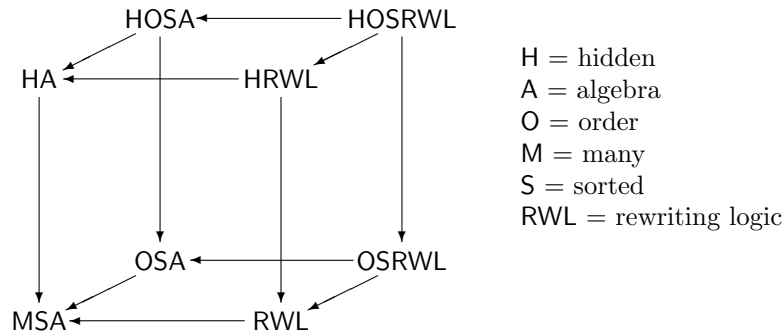 HOSA HOSRWL
HA HRWL
OSA OSRWL
MSA RWL
H = hidden
A = algebra
O = order
M = many
S = sorted
RWL = rewriting logic